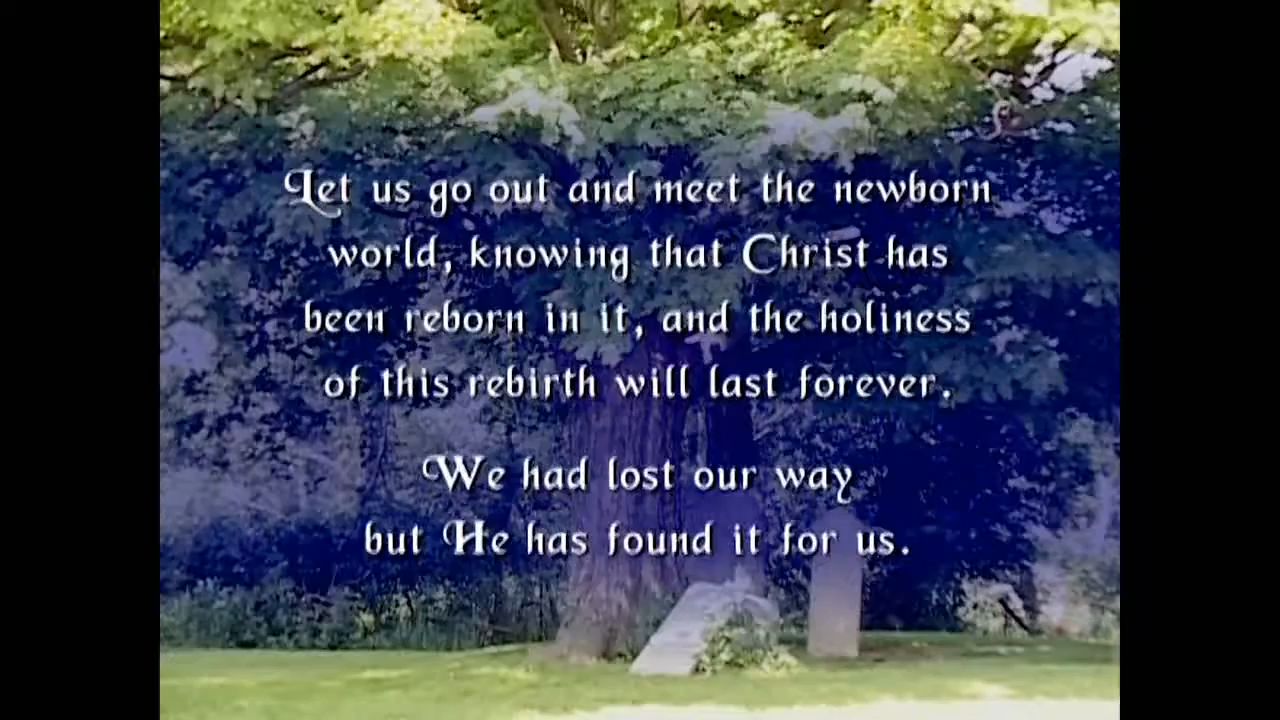 Let us go out and meet the newborn
world, knowing that Christ has
been reborn in it, and the holiness
of this rebirth will last forever.
We had lost our way
but He has found it for us.